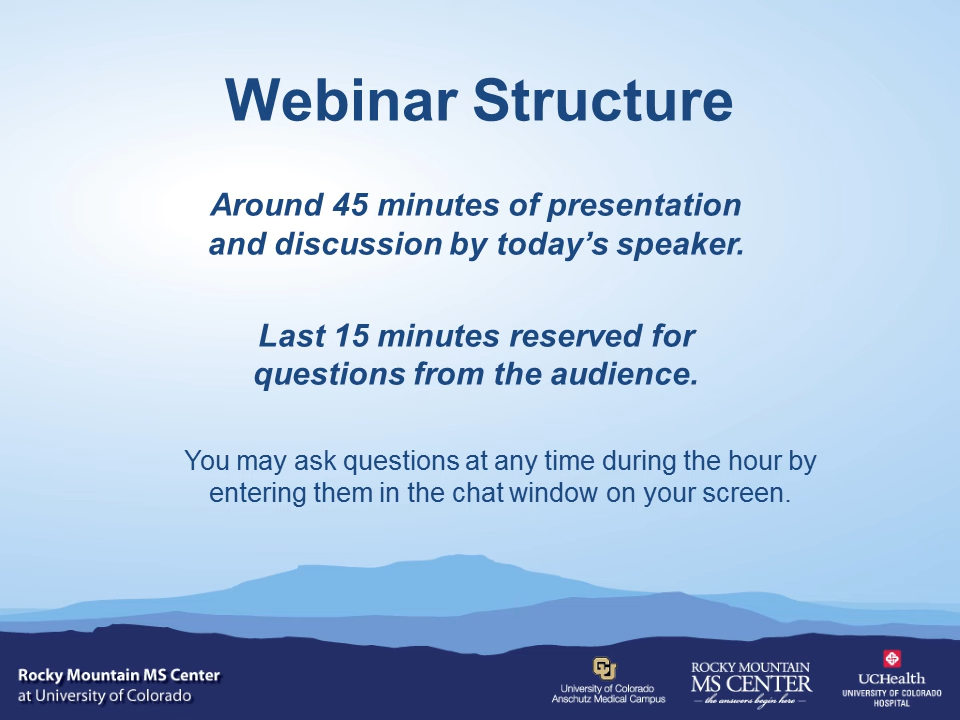 Webinar Structure
Around 45 minutes of presentation
and discussion by today’s speaker.
Last 15 minutes reserved for
questions from the audience.
You may ask questions at any time during the hour by
entering them in the chat window on your screen.
Rocky Mountain MS Center
at University of Colorado
CU
University of Colorado
Anschutz Medical Campus
ROCKY MOUNTAIN
MS CENTER
the answers begin here
UCHealth
UNIVERSITY OF COLORADO
HOSPITAL